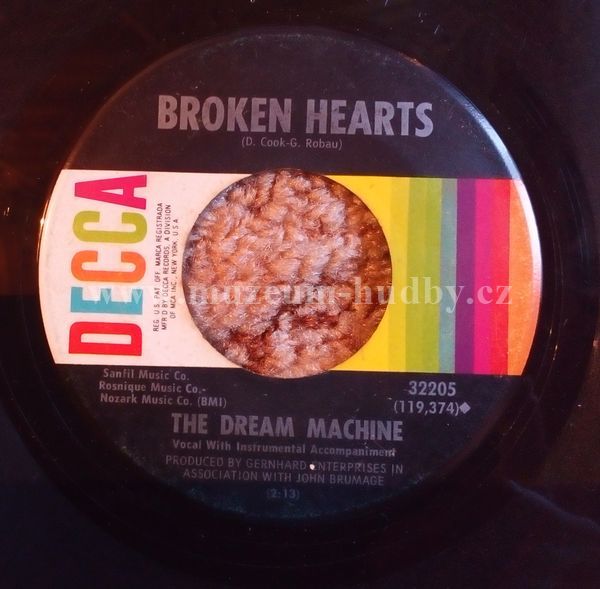 BROKEN HEARTS
(D. Cook-G. Robau)
DECCA
REG. U.S. PAT. OFF. MARCA REGISTRADA
MFR'D BY DECCA RECORDS, A DIVISION
OF MCA INC., NEW YORK, U.S.A.
www.muzeum-hudby.cz
Sanfil Music Co.
Rosnique Music Co.-
Nozark Music Co. (BMI)
32205
(119,374)◆
THE DREAM MACHINE
Vocal With Instrumental Accompaniment
PRODUCED BY GERNHARD ENTERPRISES IN
ASSOCIATION WITH JOHN BRUMAGE
(2:13)